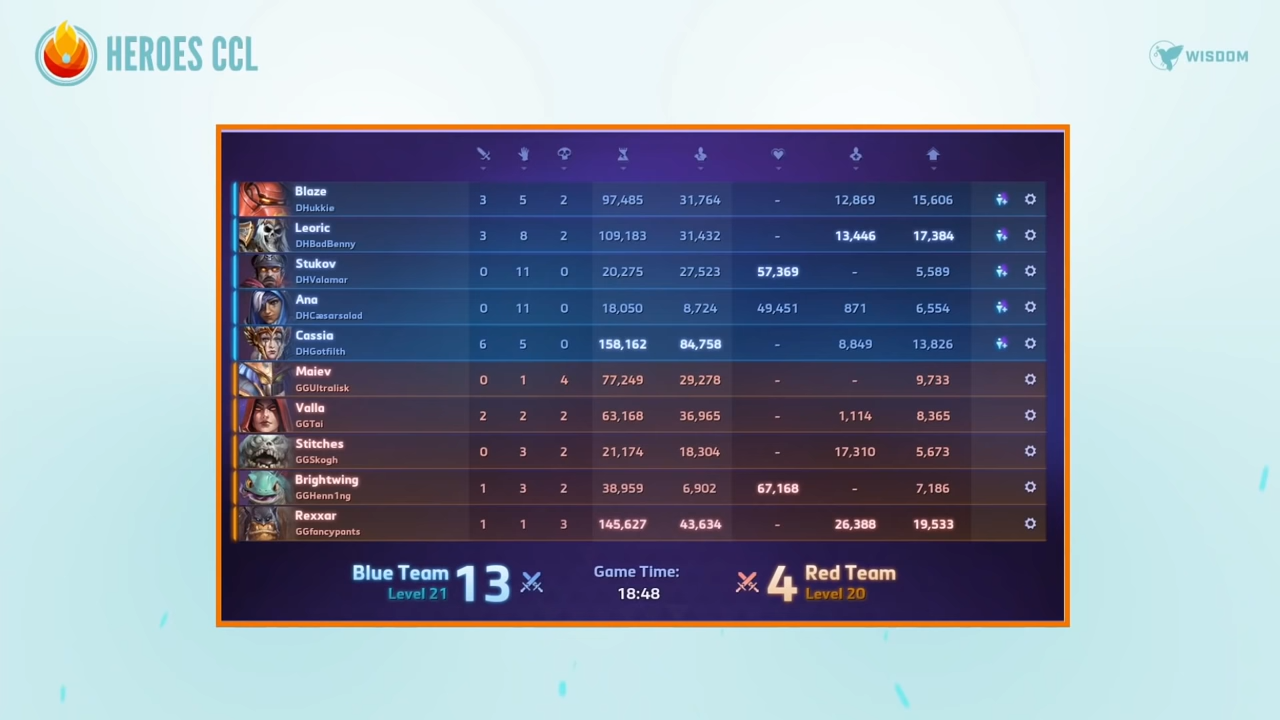 HEROES CCL
WISDOM
Blaze
DHukkie
3 5 2 97,485 31,764 - 12,869 15,606
Leoric
DHBadBenny
3 8 2 109,183 31,432 - 13,446 17,384
Stukov
DHValamar
0 11 0 20,275 27,523 57,369 - 5,589
Ana
DHCæsarsalad
0 11 0 18,050 8,724 49,451 871 6,554
Cassia
DHGotfilth
6 5 0 158,162 84,758 - 8,849 13,826
Maiev
GGUltralisk
0 1 4 77,249 29,278 - - 9,733
Valla
GGTai
2 2 2 63,168 36,965 - 1,114 8,365
Stitches
GGSkogh
0 3 2 21,174 18,304 - 17,310 5,673
Brightwing
GGHenn1ng
1 3 2 38,959 6,902 67,168 - 7,186
Rexxar
GGfancypants
1 1 3 145,627 43,634 - 26,388 19,533
Blue Team 13 Game Time: 4 Red Team
Level 21 18:48 Level 20